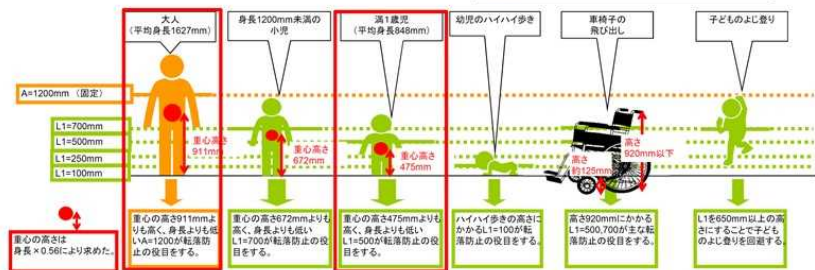 大人
(平均身長1627mm)
身長1200mm未満の
小児
満1歳児
(平均身長848mm)
幼児のハイハイ歩き
車椅子の
飛び出し
子どものよじ登り
A=1200mm (固定)
L1=700mm
L1=500mm
L1=250mm
L1=100mm
重心高さ
911mm
重心高さ
672mm
重心高さ
475mm
高さ
約125mm
高さ
920mm以下
重心の高さは
身長×0.56により求めた。
重心の高さ911mmよ
りも高く、身長よりも低
いA=1200が転落防
止の役目をする。
重心の高さ672mmよりも
高く、身長よりも低い
L1=700が転落防止の役
目をする。
重心の高さ475mmよりも
高く、身長よりも低い
L1=500が転落防止の役
目をする。
ハイハイ歩きの高さに
かかるL1=100が転
落防止の役目をする。
高さ920mmにかかる
L1=500,700が主な転落
防止の役目をする。
L1を650mm以上の高
さにすることで子ども
のよじ登りを回避する。